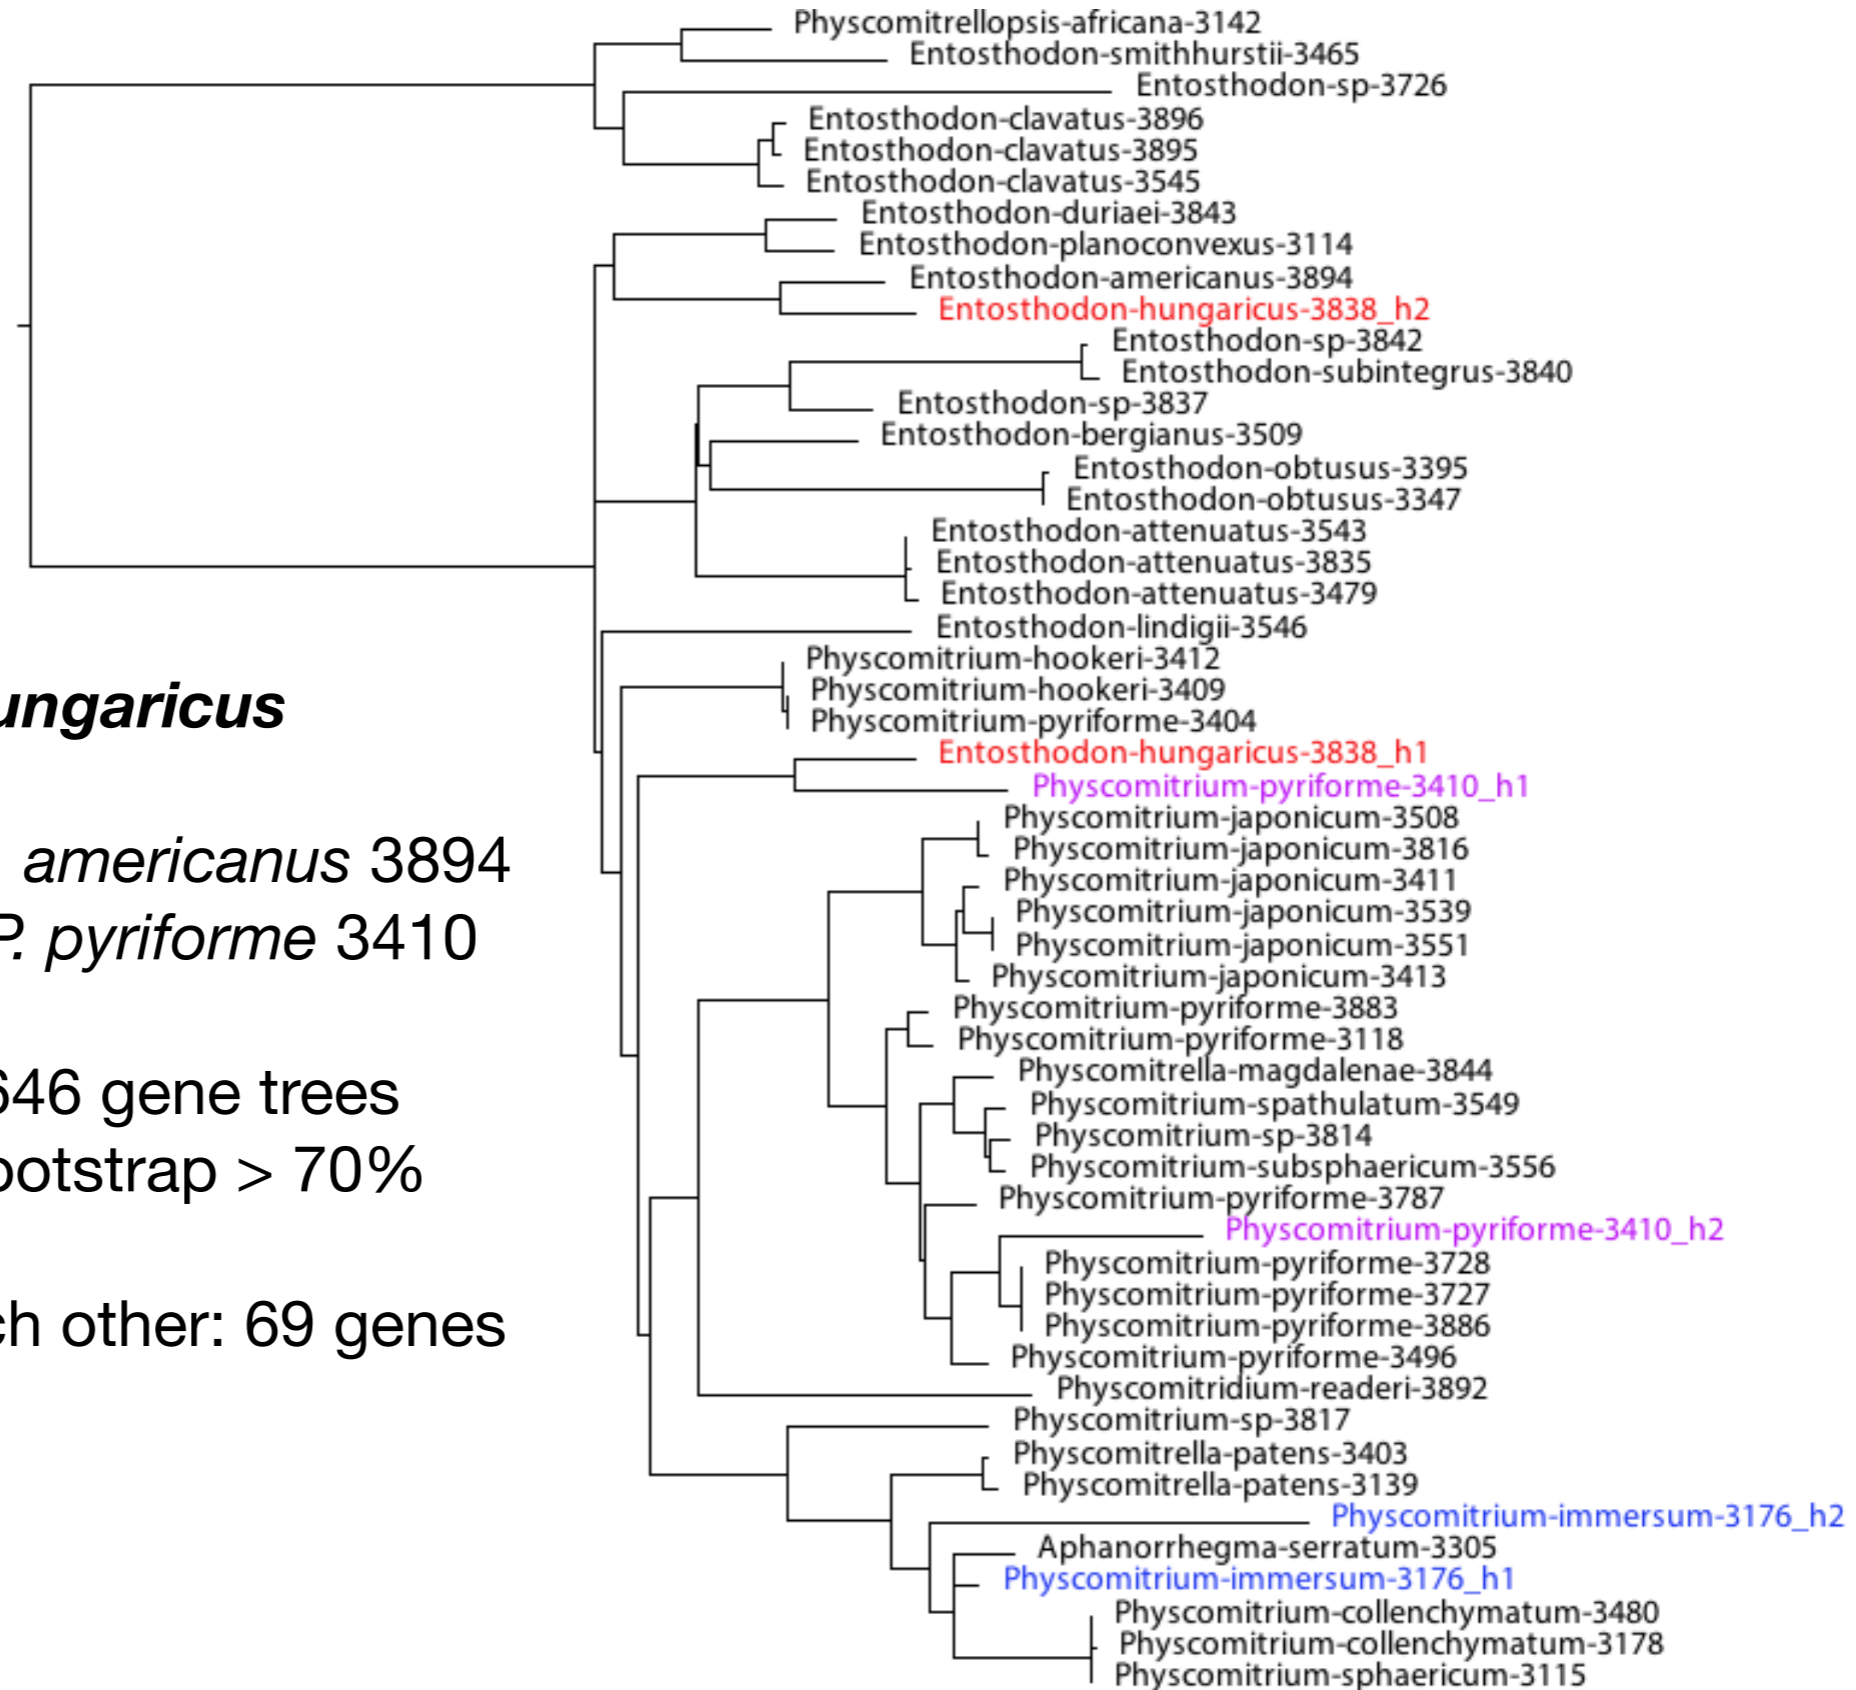 Physcomitrellopsis-africana-3142
Entosthodon-smithhurstii-3465
Entosthodon-sp-3726
Entosthodon-clavatus-3896
Entosthodon-clavatus-3895
Entosthodon-clavatus-3545
Entosthodon-duriaei-3843
Entosthodon-planoconvexus-3114
Entosthodon-americanus-3894
Entosthodon-hungaricus-3838_h2
Entosthodon-sp-3842
Entosthodon-subintegrus-3840
Entosthodon-sp-3837
Entosthodon-bergianus-3509
Entosthodon-obtusus-3395
Entosthodon-obtusus-3347
Entosthodon-attenuatus-3543
Entosthodon-attenuatus-3835
Entosthodon-attenuatus-3479
Entosthodon-lindigii-3546
Physcomitrium-hookeri-3412
Physcomitrium-hookeri-3409
Physcomitrium-pyriforme-3404
Entosthodon-hungaricus-3838_h1
Physcomitrium-pyriforme-3410_h1
Physcomitrium-japonicum-3508
Physcomitrium-japonicum-3816
Physcomitrium-japonicum-3411
Physcomitrium-japonicum-3539
Physcomitrium-japonicum-3551
Physcomitrium-japonicum-3413
Physcomitrium-pyriforme-3883
Physcomitrium-pyriforme-3118
Physcomitrella-magdalenae-3844
Physcomitrium-spathulatum-3549
Physcomitrium-sp-3814
Physcomitrium-subsphaericum-3556
Physcomitrium-pyriforme-3787
Physcomitrium-pyriforme-3410_h2
Physcomitrium-pyriforme-3728
Physcomitrium-pyriforme-3727
Physcomitrium-pyriforme-3886
Physcomitrium-pyriforme-3496
Physcomitridium-readeri-3892
Physcomitrium-sp-3817
Physcomitrella-patens-3403
Physcomitrella-patens-3139
Physcomitrium-immersum-3176_h2
Aphanorrhegma-serratum-3305
Physcomitrium-immersum-3176_h1
Physcomitrium-collenchymatum-3480
Physcomitrium-collenchymatum-3178
Physcomitrium-sphaericum-3115
ungaricus
americanus 3894
P. pyriforme 3410
646 gene trees
ootstrap > 70%
ch other: 69 genes